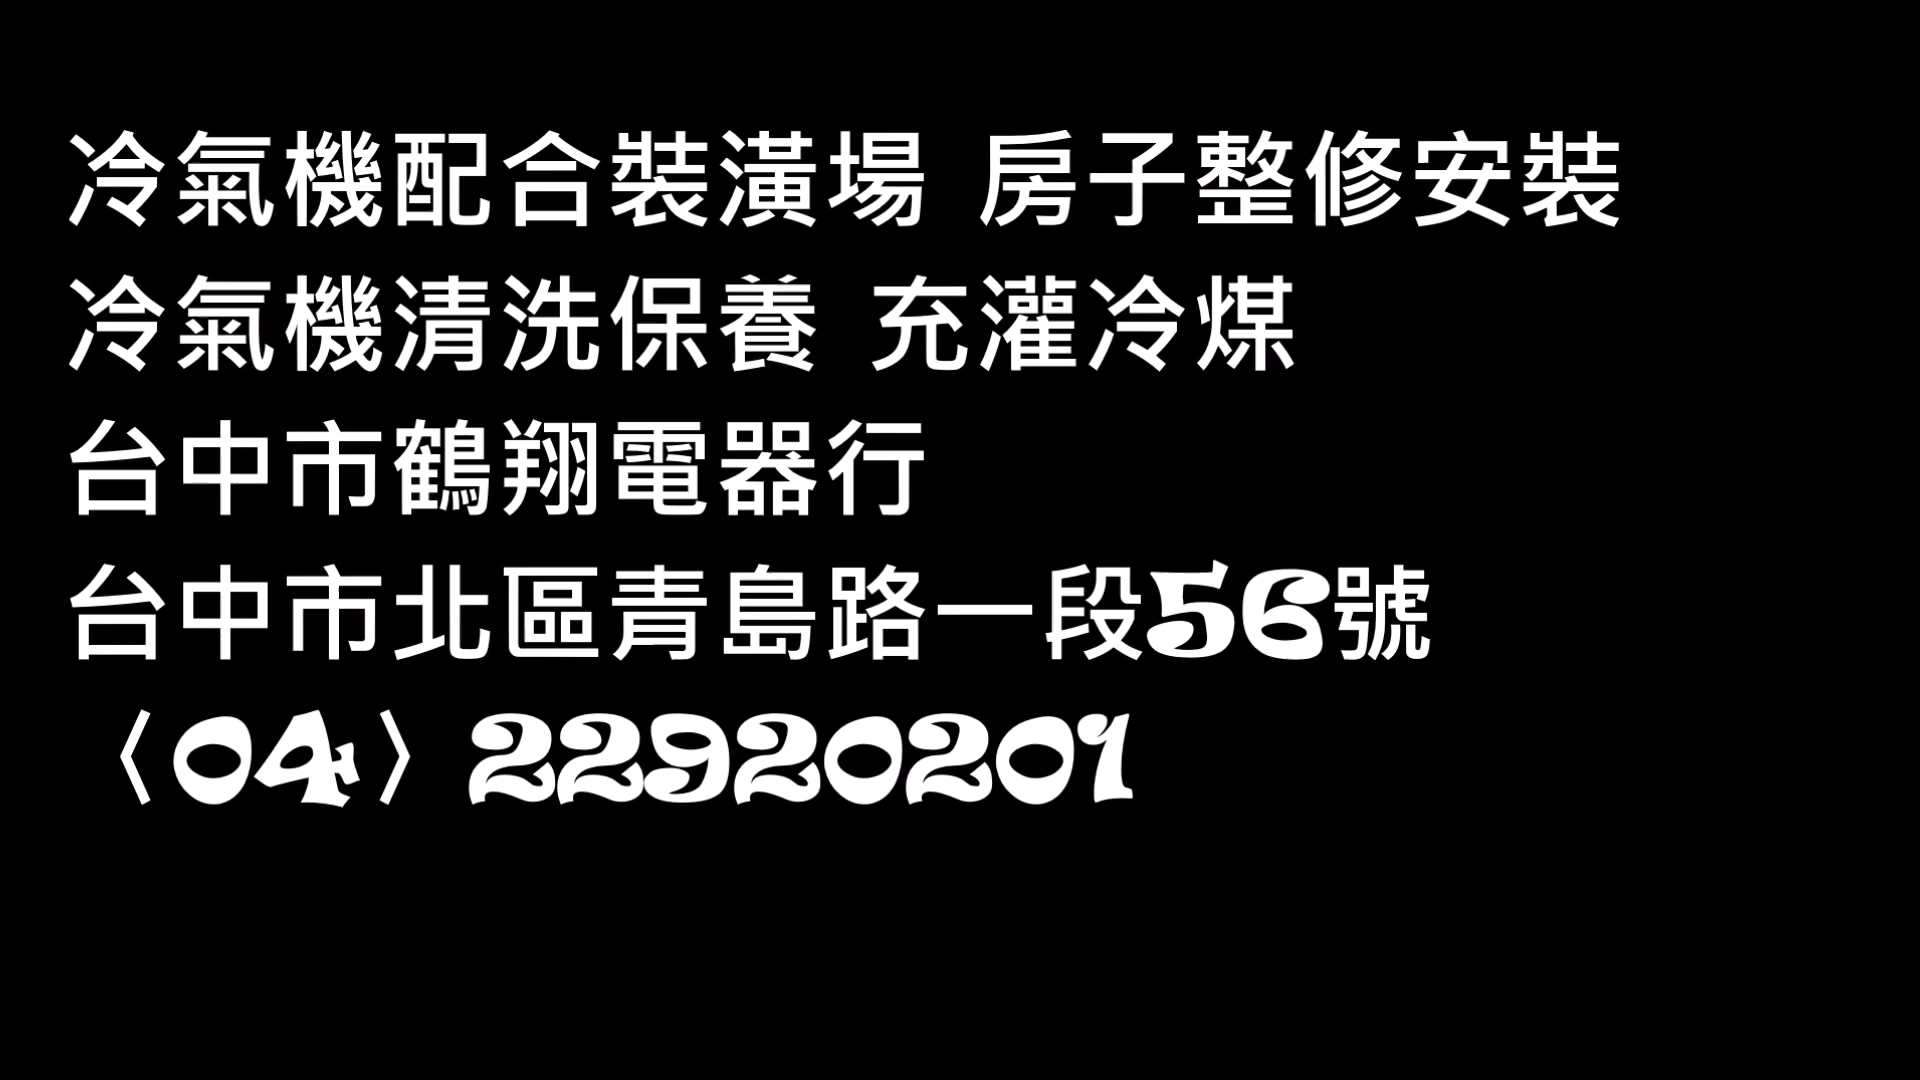 冷氣機配合裝潢場 房子整修安裝
冷氣機清洗保養 充灌冷煤
台中市鶴翔電器行
台中市北區青島路一段56號
〈04〉22920201